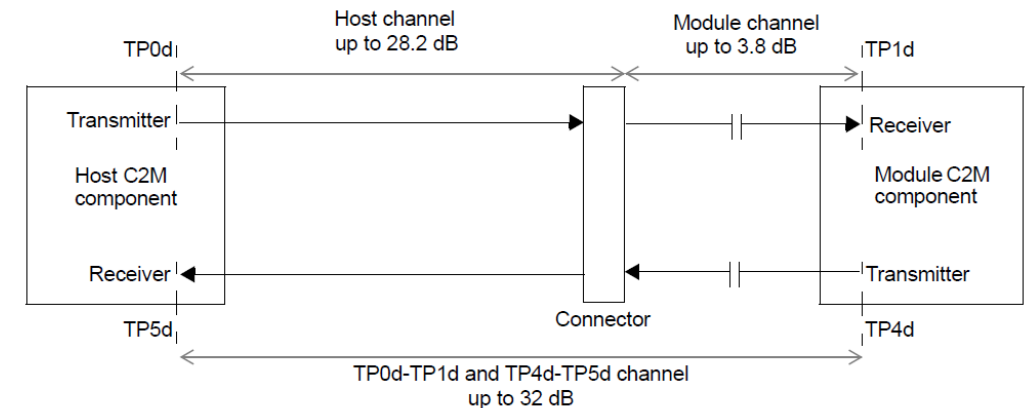 Host channel
up to 28.2 dB
Module channel
up to 3.8 dB
TP0d
TP1d
Transmitter
Receiver
Host C2M
component
Module C2M
component
Receiver
Transmitter
TP5d
Connector
TP4d
TP0d-TP1d and TP4d-TP5d channel
up to 32 dB